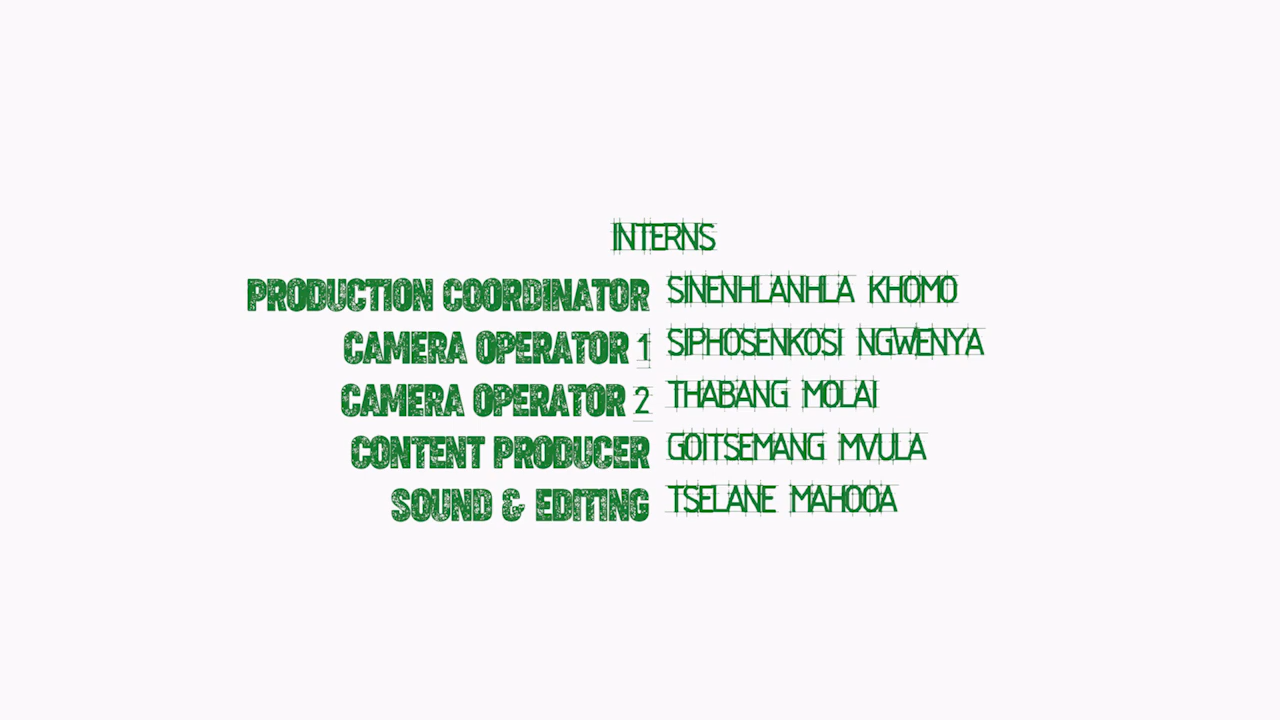 INTERNS
PRODUCTION COORDINATOR SINENHLANHLA KHOMO
CAMERA OPERATOR 1 SIPHOSENKOSI NGWENYA
CAMERA OPERATOR 2 THABANG MOLAI
CONTENT PRODUCER GOITSEMANG MVULA
SOUND & EDITING TSELANE MAHOOA